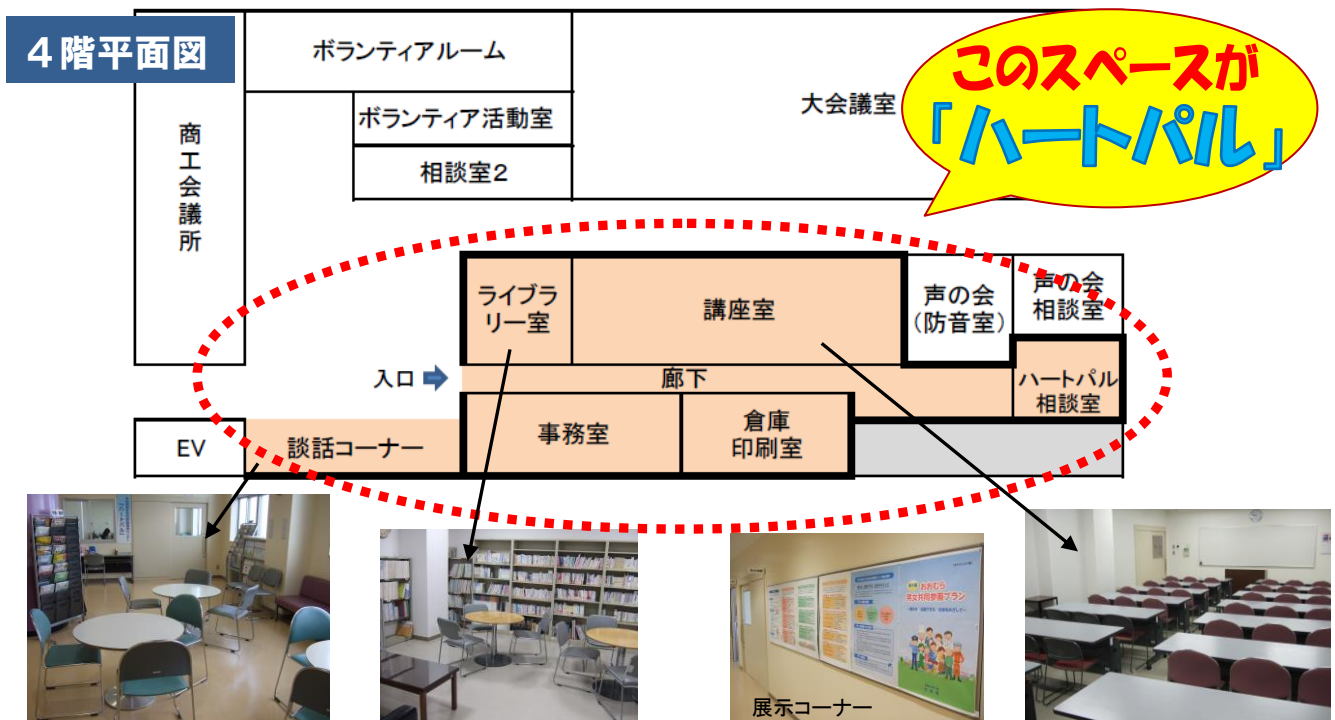 4階平面図
ボランティアルーム
ボランティア活動室
相談室2
商工会議所
大会議室
このスペースが
「ハートパル」
ライブラ
リー室
講座室
声の会
(防音室)
声の会
相談室
入口
廊下
ハートパル
相談室
EV
談話コーナー
事務室
倉庫
印刷室
おおむら
男女共同参画プラン
展示コーナー